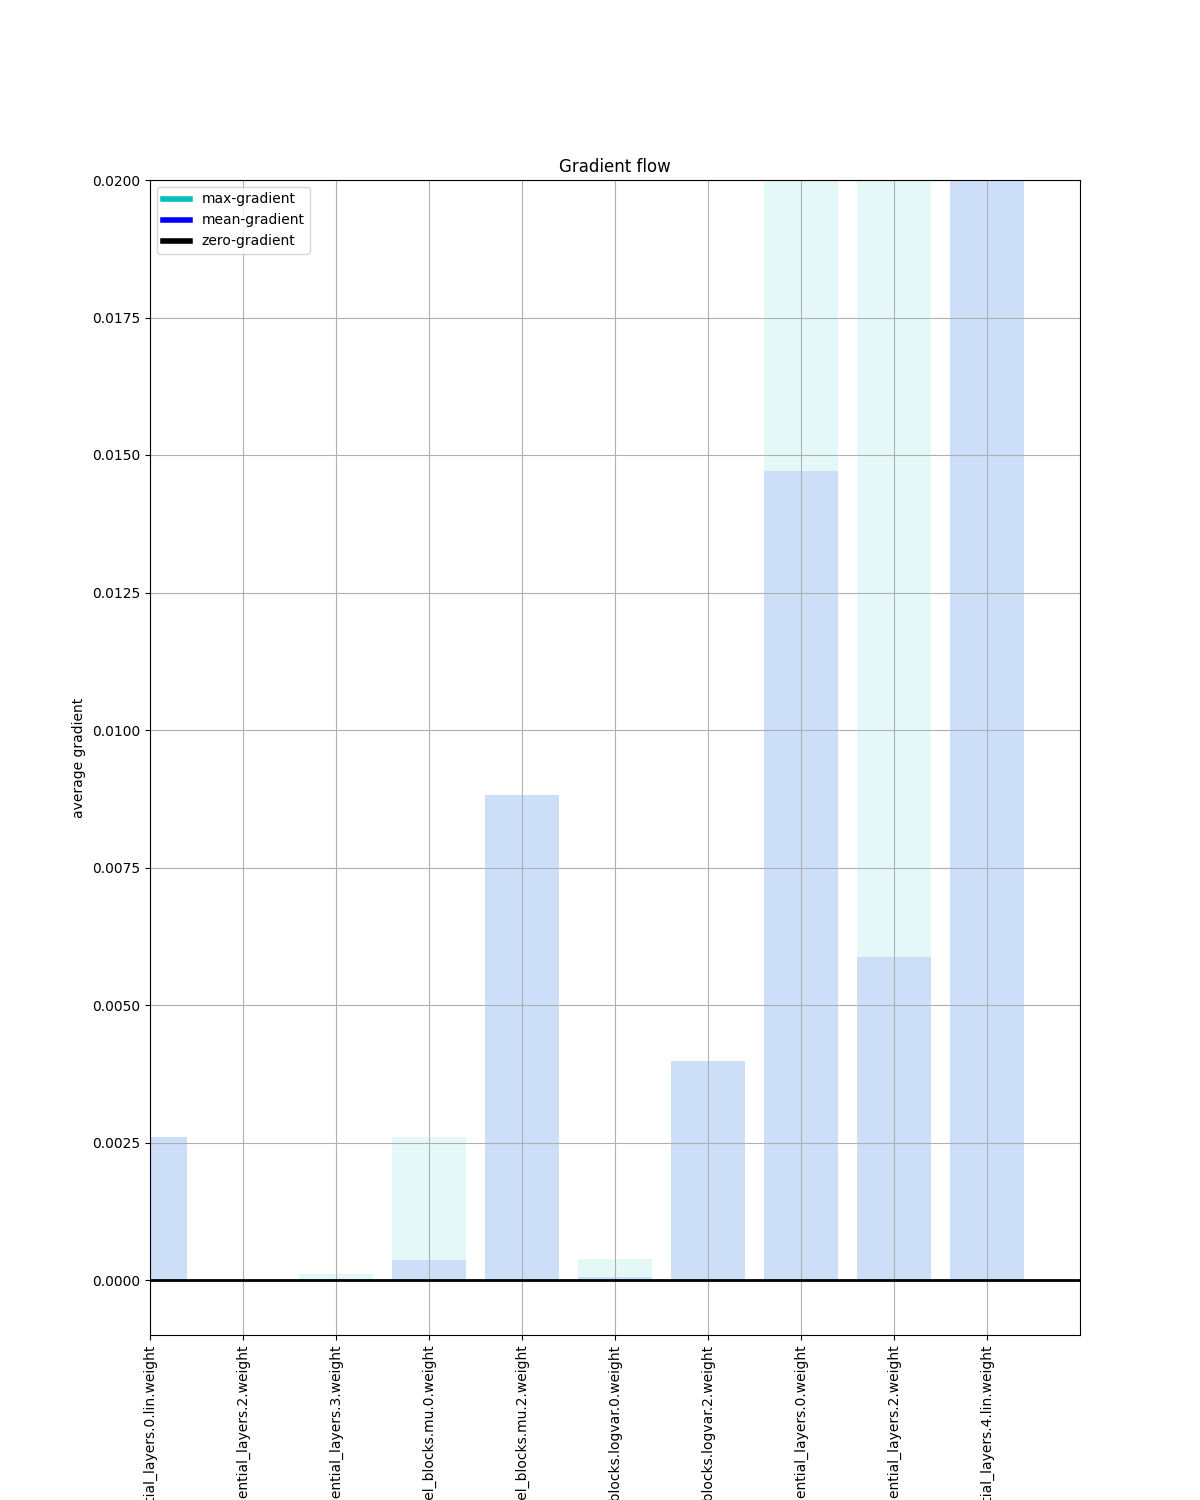 Gradient flow
max-gradient
mean-gradient
zero-gradient
0.0200
0.0175
0.0150
0.0125
0.0100
0.0075
0.0050
0.0025
0.0000
average gradient
tial_layers.0.lin.weight
ential_layers.2.weight
ential_layers.3.weight
el_blocks.mu.0.weight
el_blocks.mu.2.weight
blocks.logvar.0.weight
blocks.logvar.2.weight
ential_layers.0.weight
ential_layers.2.weight
tial_layers.4.lin.weight